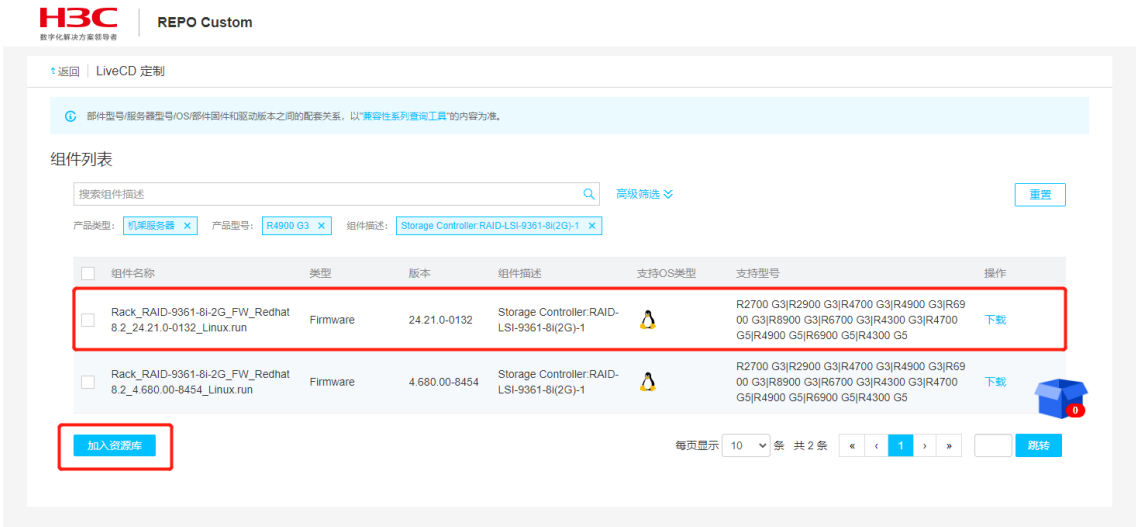 H3C
数字化解决方案领导者
REPO Custom
返回 LiveCD 定制
部件型号/服务器型号/OS/部件固件和驱动版本之间的配套关系，以"兼容性系列查询工具"的内容为准。
组件列表
搜索组件描述 高级筛选 重置
产品类型： 机架服务器 × 产品型号： R4900 G3 × 组件描述： Storage Controller:RAID-LSI-9361-8i(2G)-1 ×
组件名称 类型 版本 组件描述 支持OS类型 支持型号 操作
Rack_RAID-9361-8i-2G_FW_Redhat
8.2_24.21.0-0132_Linux.run
Firmware
24.21.0-0132
Storage Controller:RAID-
LSI-9361-8i(2G)-1
R2700 G3|R2900 G3|R4700 G3|R4900 G3|R69
00 G3|R8900 G3|R6700 G3|R4300 G3|R4700
G5|R4900 G5|R6900 G5|R4300 G5
下载
Rack_RAID-9361-8i-2G_FW_Redhat
8.2_4.680.00-8454_Linux.run
Firmware
4.680.00-8454
Storage Controller:RAID-
LSI-9361-8i(2G)-1
R2700 G3|R2900 G3|R4700 G3|R4900 G3|R69
00 G3|R8900 G3|R6700 G3|R4300 G3|R4700
G5|R4900 G5|R6900 G5|R4300 G5
下载
0
加入资源库
每页显示 10 条 共 2 条 « ‹ 1 › » 跳转